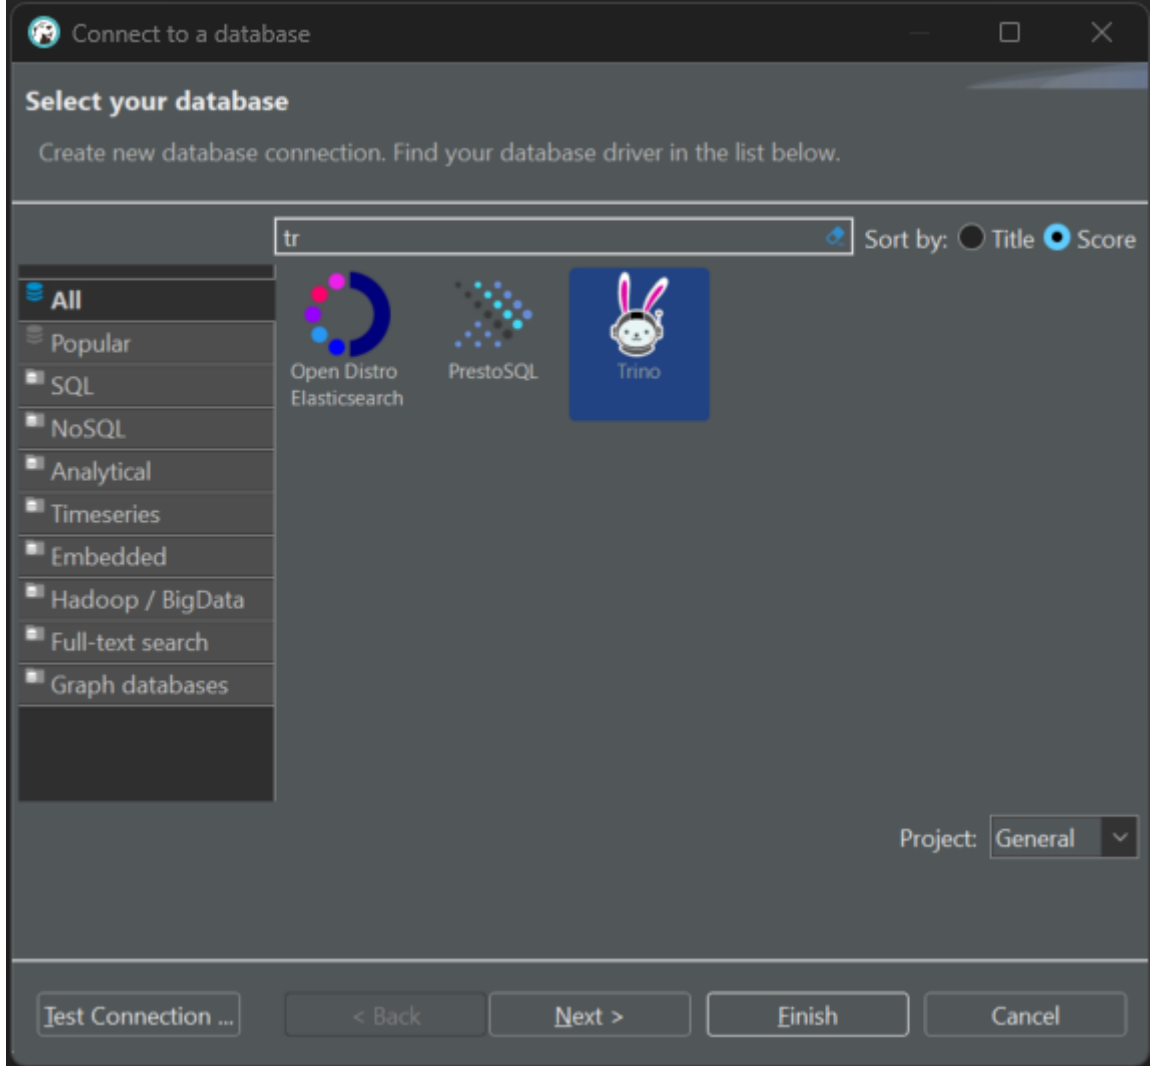 Connect to a database
Select your database
Create new database connection. Find your database driver in the list below.
tr
Sort by: Title Score
All
Popular
SQL
NoSQL
Analytical
Timeseries
Embedded
Hadoop / BigData
Full-text search
Graph databases
Open Distro
Elasticsearch
PrestoSQL
Trino
Project: General
Test Connection ...
< Back
Next >
Finish
Cancel